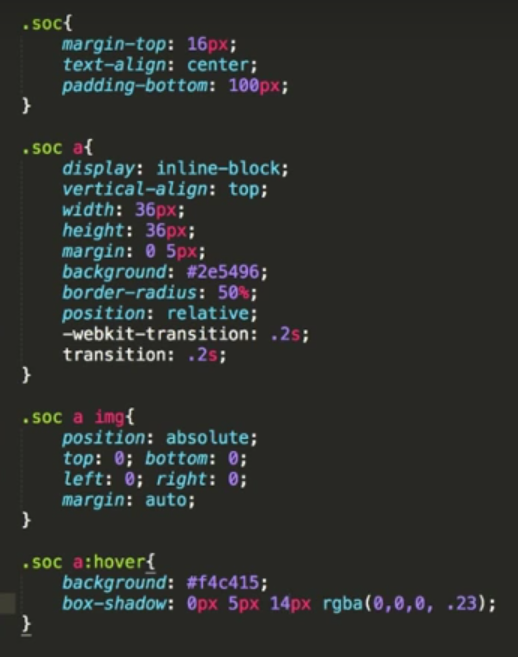 .soc{
margin-top: 16px;
text-align: center;
padding-bottom: 100px;
}
.soc a{
display: inline-block;
vertical-align: top;
width: 36px;
height: 36px;
margin: 0 5px;
background: #2e5496;
border-radius: 50%;
position: relative;
-webkit-transition: .2s;
transition: .2s;
}
.soc a img{
position: absolute;
top: 0; bottom: 0;
left: 0; right: 0;
margin: auto;
}
.soc a:hover{
background: #f4c415;
box-shadow: 0px 5px 14px rgba(0,0,0, .23);
}